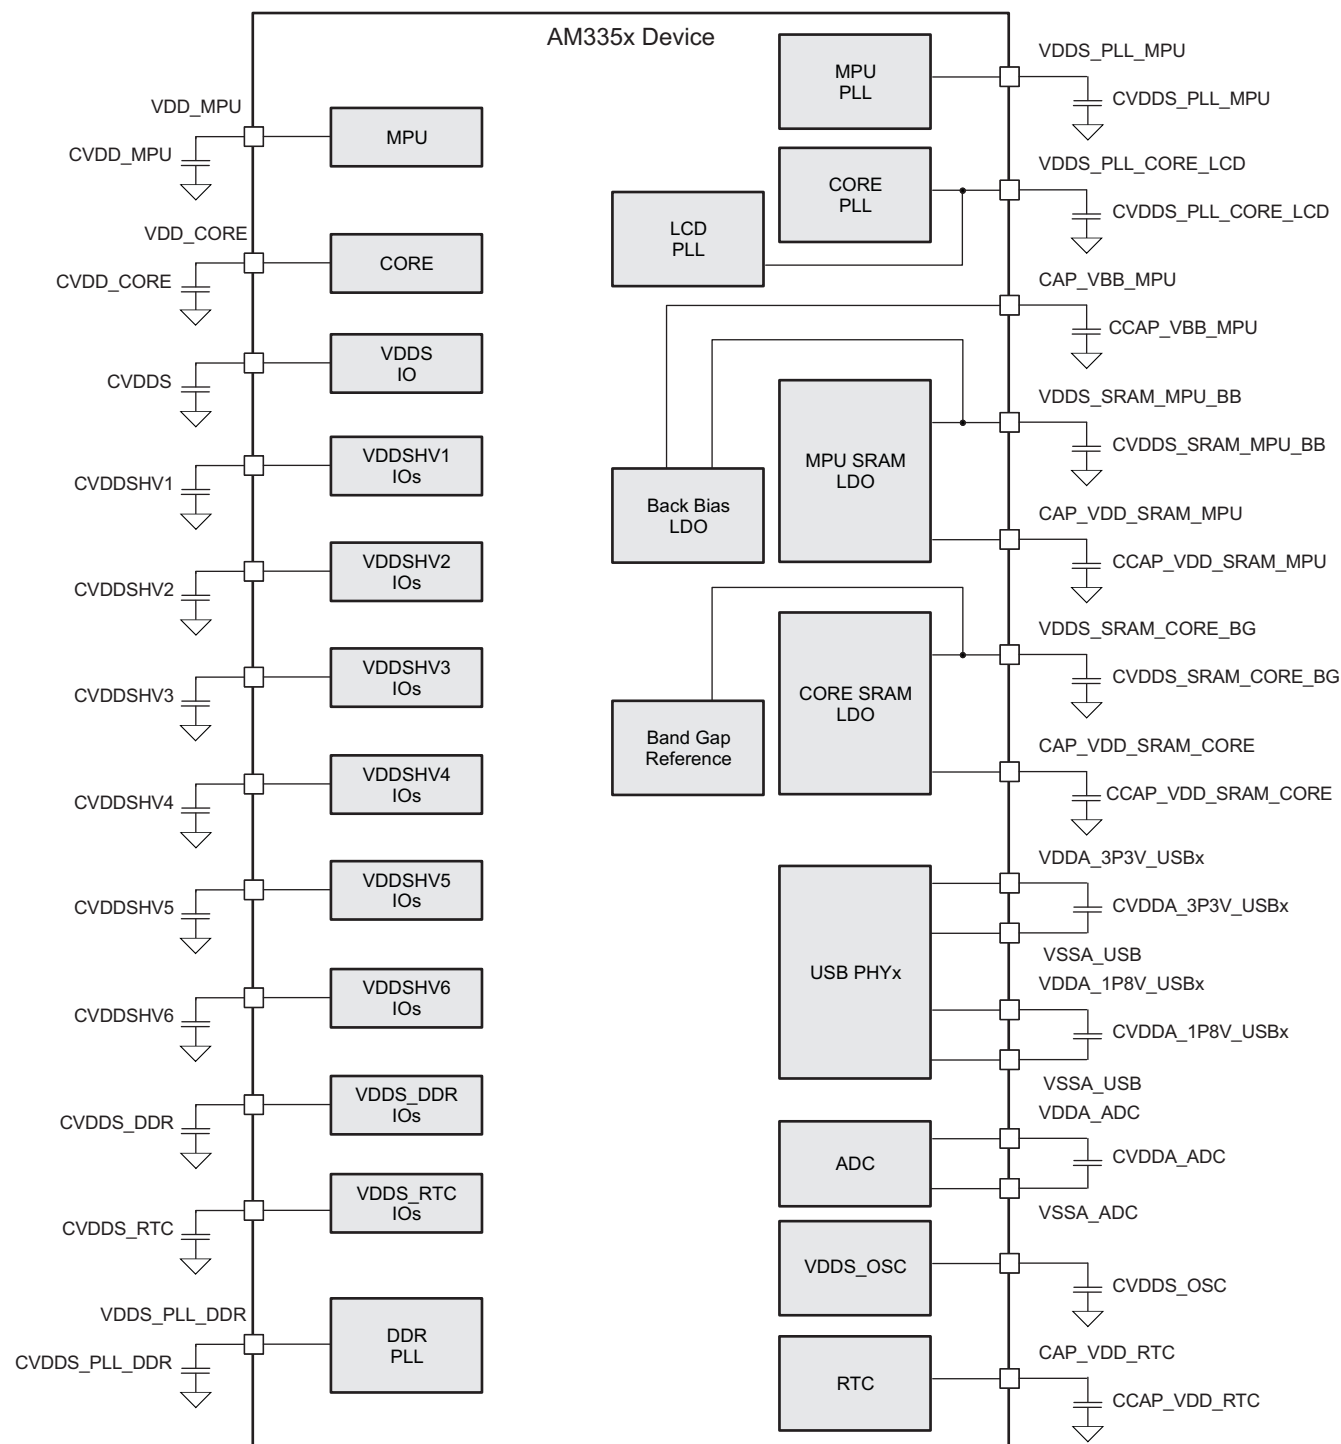 AM335x Device
VDD_MPU
CVDD_MPU
MPU
VDD_CORE
CVDD_CORE
CORE
CVDDS
VDDS
IO
CVDDSHV1
VDDSHV1
IOs
CVDDSHV2
VDDSHV2
IOs
CVDDSHV3
VDDSHV3
IOs
CVDDSHV4
VDDSHV4
IOs
CVDDSHV5
VDDSHV5
IOs
CVDDSHV6
VDDSHV6
IOs
CVDDS_DDR
VDDS_DDR
IOs
CVDDS_RTC
VDDS_RTC
IOs
VDDS_PLL_DDR
CVDDS_PLL_DDR
DDR
PLL
MPU
PLL
VDDS_PLL_MPU
CVDDS_PLL_MPU
CORE
PLL
LCD
PLL
VDDS_PLL_CORE_LCD
CVDDS_PLL_CORE_LCD
CAP_VBB_MPU
CCAP_VBB_MPU
MPU SRAM
LDO
Back Bias
LDO
VDDS_SRAM_MPU_BB
CVDDS_SRAM_MPU_BB
CAP_VDD_SRAM_MPU
CCAP_VDD_SRAM_MPU
CORE SRAM
LDO
Band Gap
Reference
VDDS_SRAM_CORE_BG
CVDDS_SRAM_CORE_BG
CAP_VDD_SRAM_CORE
CCAP_VDD_SRAM_CORE
USB PHYx
VDDA_3P3V_USBx
CVDDA_3P3V_USBx
VSSA_USB
VDDA_1P8V_USBx
CVDDA_1P8V_USBx
VSSA_USB
ADC
VDDA_ADC
CVDDA_ADC
VSSA_ADC
VDDS_OSC
CVDDS_OSC
RTC
CAP_VDD_RTC
CCAP_VDD_RTC